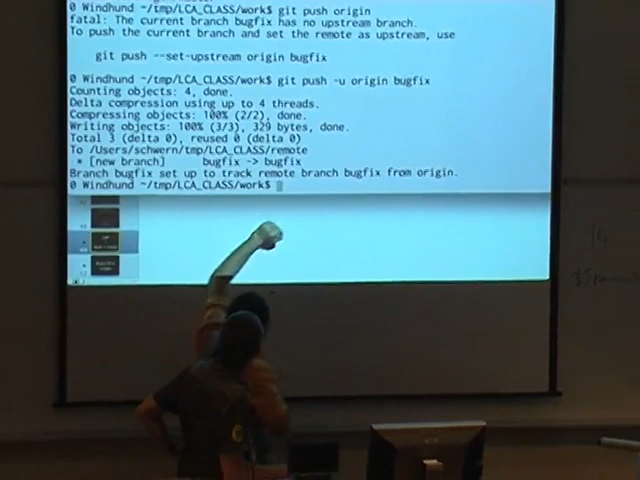 0 Windhund ~/tmp/LCA_CLASS/work$ git push origin
fatal: The current branch bugfix has no upstream branch.
To push the current branch and set the remote as upstream, use
git push --set-upstream origin bugfix
0 Windhund ~/tmp/LCA_CLASS/work$ git push -u origin bugfix
Counting objects: 4, done.
Delta compression using up to 4 threads.
Compressing objects: 100% (2/2), done.
Writing objects: 100% (3/3), 329 bytes, done.
Total 3 (delta 0), reused 0 (delta 0)
To /Users/schwern/tmp/LCA_CLASS/remote
* [new branch] bugfix -> bugfix
Branch bugfix set up to track remote branch bugfix from origin.
0 Windhund ~/tmp/LCA_CLASS/work$